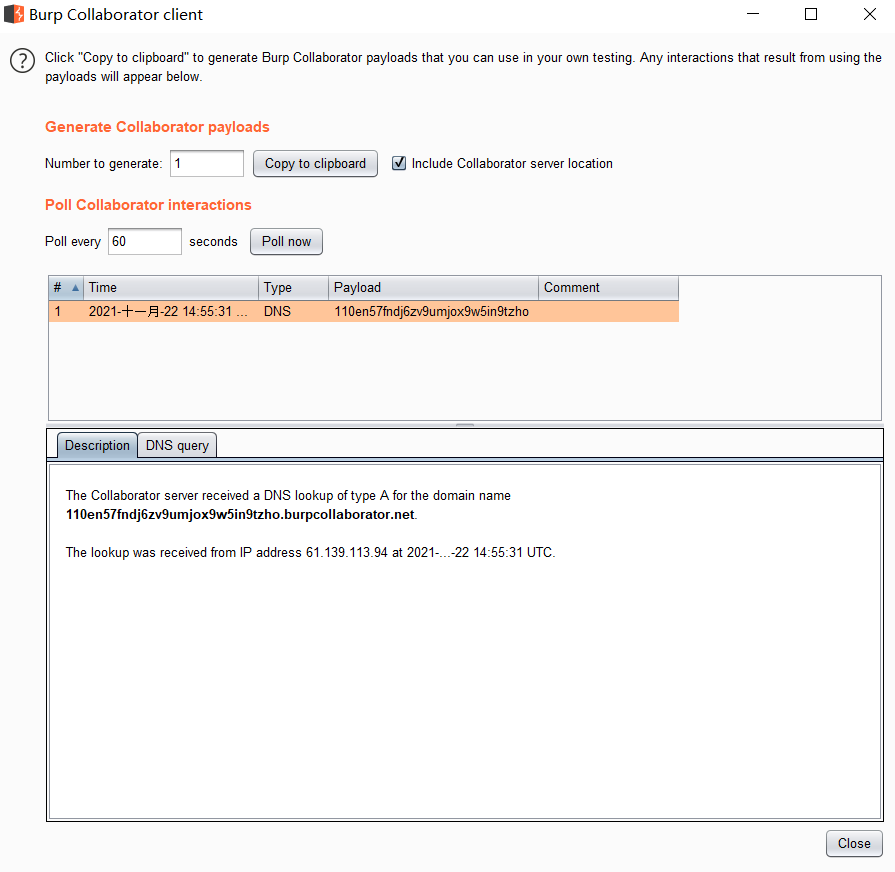 Burp Collaborator client
Click "Copy to clipboard" to generate Burp Collaborator payloads that you can use in your own testing. Any interactions that result from using the
payloads will appear below.
Generate Collaborator payloads
Number to generate: 1 Copy to clipboard Include Collaborator server location
Poll Collaborator interactions
Poll every 60 seconds Poll now
# Time Type Payload Comment
1 2021-十一月-22 14:55:31 ... DNS 110en57fndj6zv9umjox9w5in9tzho
Description DNS query
The Collaborator server received a DNS lookup of type A for the domain name
110en57fndj6zv9umjox9w5in9tzho.burpcollaborator.net.
The lookup was received from IP address 61.139.113.94 at 2021-...-22 14:55:31 UTC.
Close